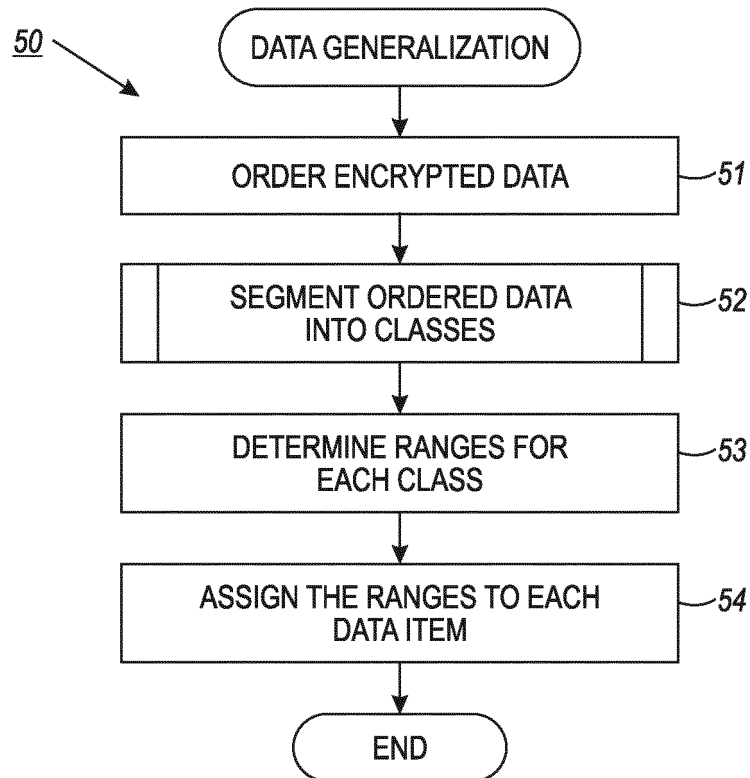 50
DATA GENERALIZATION
ORDER ENCRYPTED DATA
51
SEGMENT ORDERED DATA
INTO CLASSES
52
DETERMINE RANGES FOR
EACH CLASS
53
ASSIGN THE RANGES TO EACH
DATA ITEM
54
END